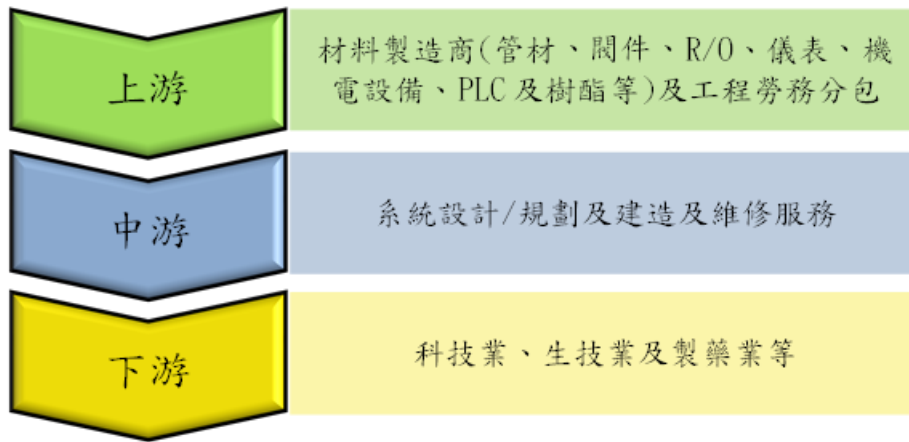 上游
材料製造商(管材、閥件、R/O、儀表、機
電設備、PLC及樹酯等)及工程勞務分包
中游
系統設計/規劃及建造及維修服務
下游
科技業、生技業及製藥業等